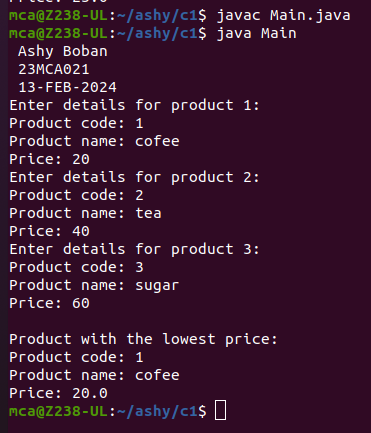 mca@Z238-UL:~/ashy/c1$ javac Main.java
mca@Z238-UL:~/ashy/c1$ java Main
 Ashy Boban
 23MCA021
 13-FEB-2024
Enter details for product 1:
Product code: 1
Product name: cofee
Price: 20
Enter details for product 2:
Product code: 2
Product name: tea
Price: 40
Enter details for product 3:
Product code: 3
Product name: sugar
Price: 60

Product with the lowest price:
Product code: 1
Product name: cofee
Price: 20.0
mca@Z238-UL:~/ashy/c1$